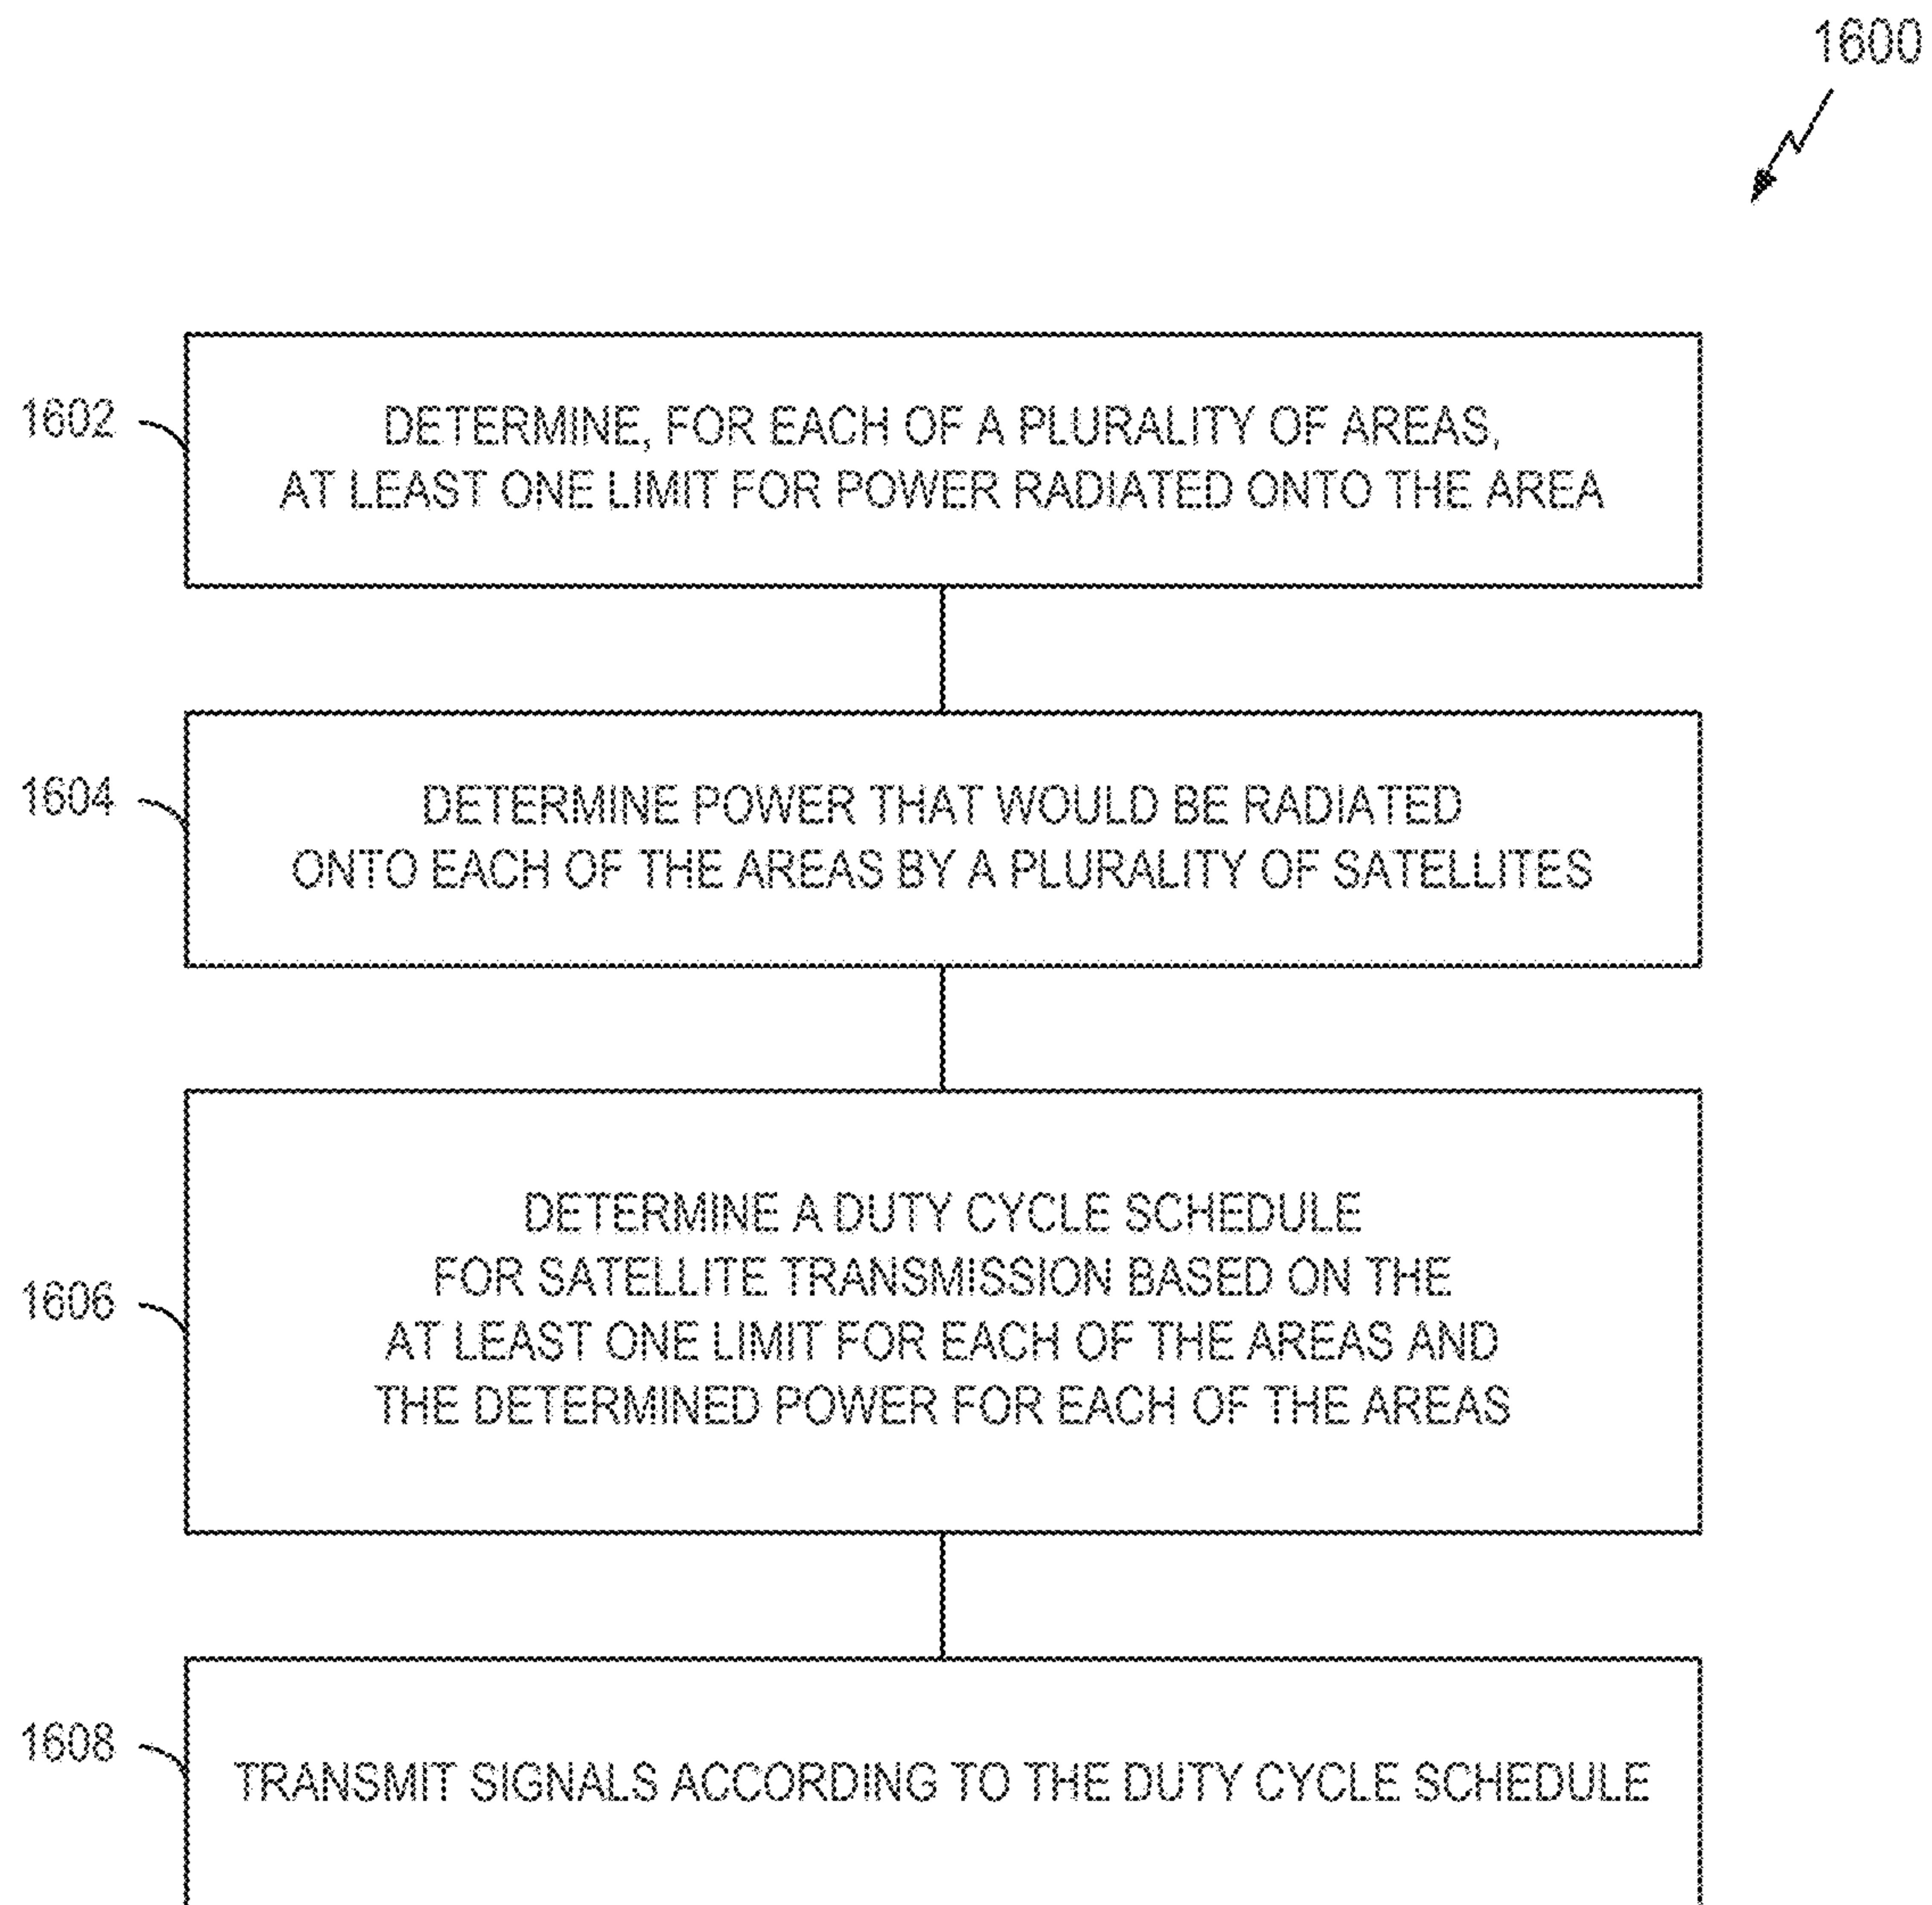 1600
1602
DETERMINE, FOR EACH OF A PLURALITY OF AREAS,
AT LEAST ONE LIMIT FOR POWER RADIATED ONTO THE AREA
1604
DETERMINE POWER THAT WOULD BE RADIATED
ONTO EACH OF THE AREAS BY A PLURALITY OF SATELLITES
1606
DETERMINE A DUTY CYCLE SCHEDULE
FOR SATELLITE TRANSMISSION BASED ON THE
AT LEAST ONE LIMIT FOR EACH OF THE AREAS AND
THE DETERMINED POWER FOR EACH OF THE AREAS
1608
TRANSMIT SIGNALS ACCORDING TO THE DUTY CYCLE SCHEDULE